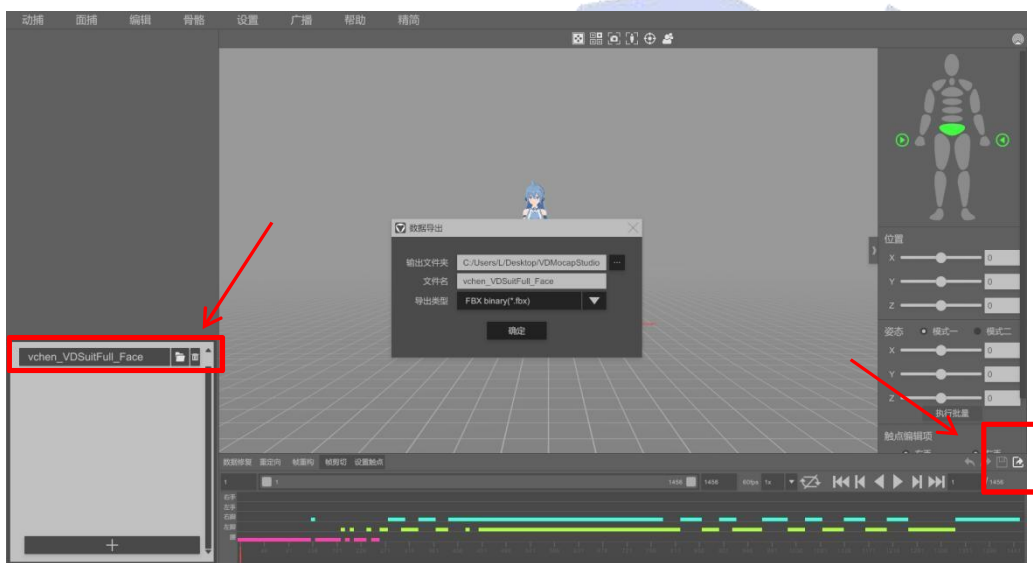 动捕 面捕 编辑 骨骼 设置 广播 帮助 精简
数据导出
输出文件夹 C:/Users/L/Desktop/VDMocapStudio ...
文件名 vchen_VDSuitFull_Face
导出类型 FBX binary(*.fbx)
确定
位置
X 0
Y 0
Z 0
姿态 模式一 模式二
X 0
Y 0
Z 0
执行批量
触点编辑项
vchen_VDSuitFull_Face
+
数据修复 重定向 帧重构 帧剪切 设置触点
1 1 1456 1456 60fps 1x 1 /1456
右手
左手
右脚
左脚